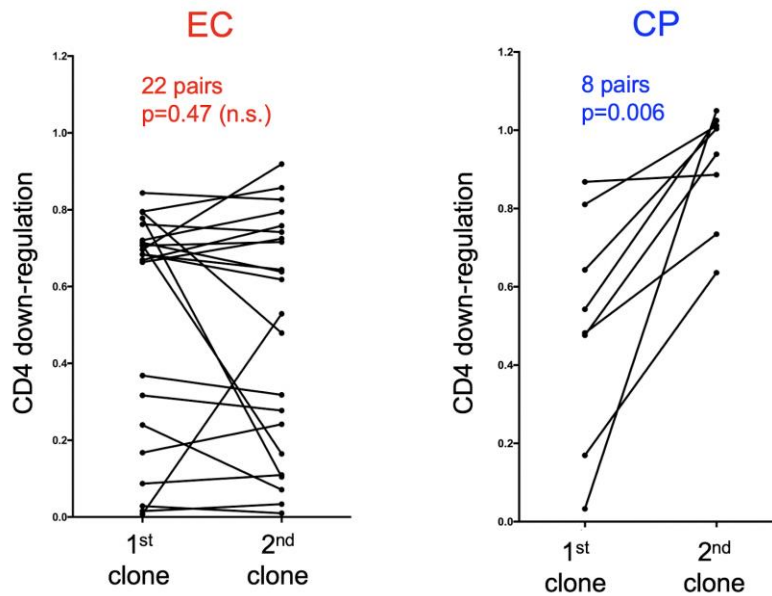 EC
22 pairs
p=0.47 (n.s.)
CD4 down-regulation
1.2
1.0
0.8
0.6
0.4
0.2
0.0
1st
clone
2nd
clone
CP
8 pairs
p=0.006
CD4 down-regulation
1.2
1.0
0.8
0.6
0.4
0.2
0.0
1st
clone
2nd
clone